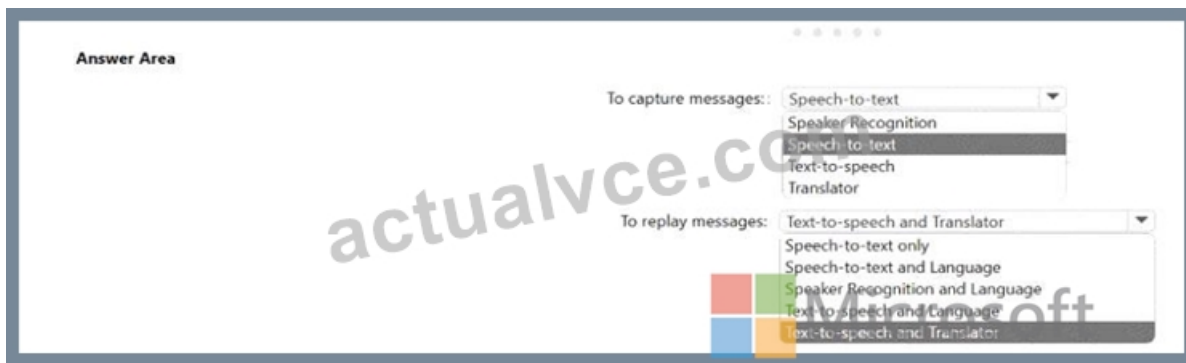 Answer Area
To capture messages::
Speech-to-text
Speaker Recognition
Speech-to-text
Text-to-speech
Translator
To replay messages:
Text-to-speech and Translator
Speech-to-text only
Speech-to-text and Language
Speaker Recognition and Language
Text-to-speech and Language
Text-to-speech and Translator
actualvce.com
Microsoft